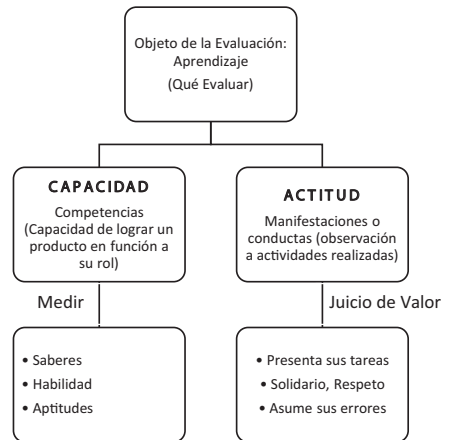 Objeto de la Evaluación:
Aprendizaje
(Qué Evaluar)
CAPACIDAD
Competencias
(Capacidad de lograr un
producto en función a
su rol)
ACTITUD
Manifestaciones o
conductas (observación
a actividades realizadas)
Medir
Juicio de Valor
• Saberes
• Habilidad
• Aptitudes
• Presenta sus tareas
• Solidario, Respeto
• Asume sus errores